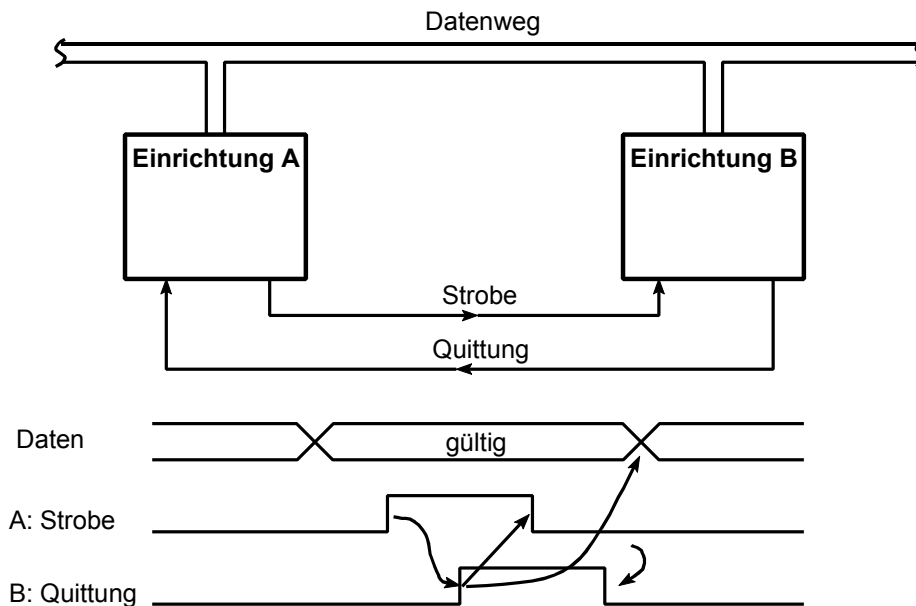 Datenweg
Einrichtung A
Einrichtung B
Strobe
Quittung
Daten
gültig
A: Strobe
B: Quittung